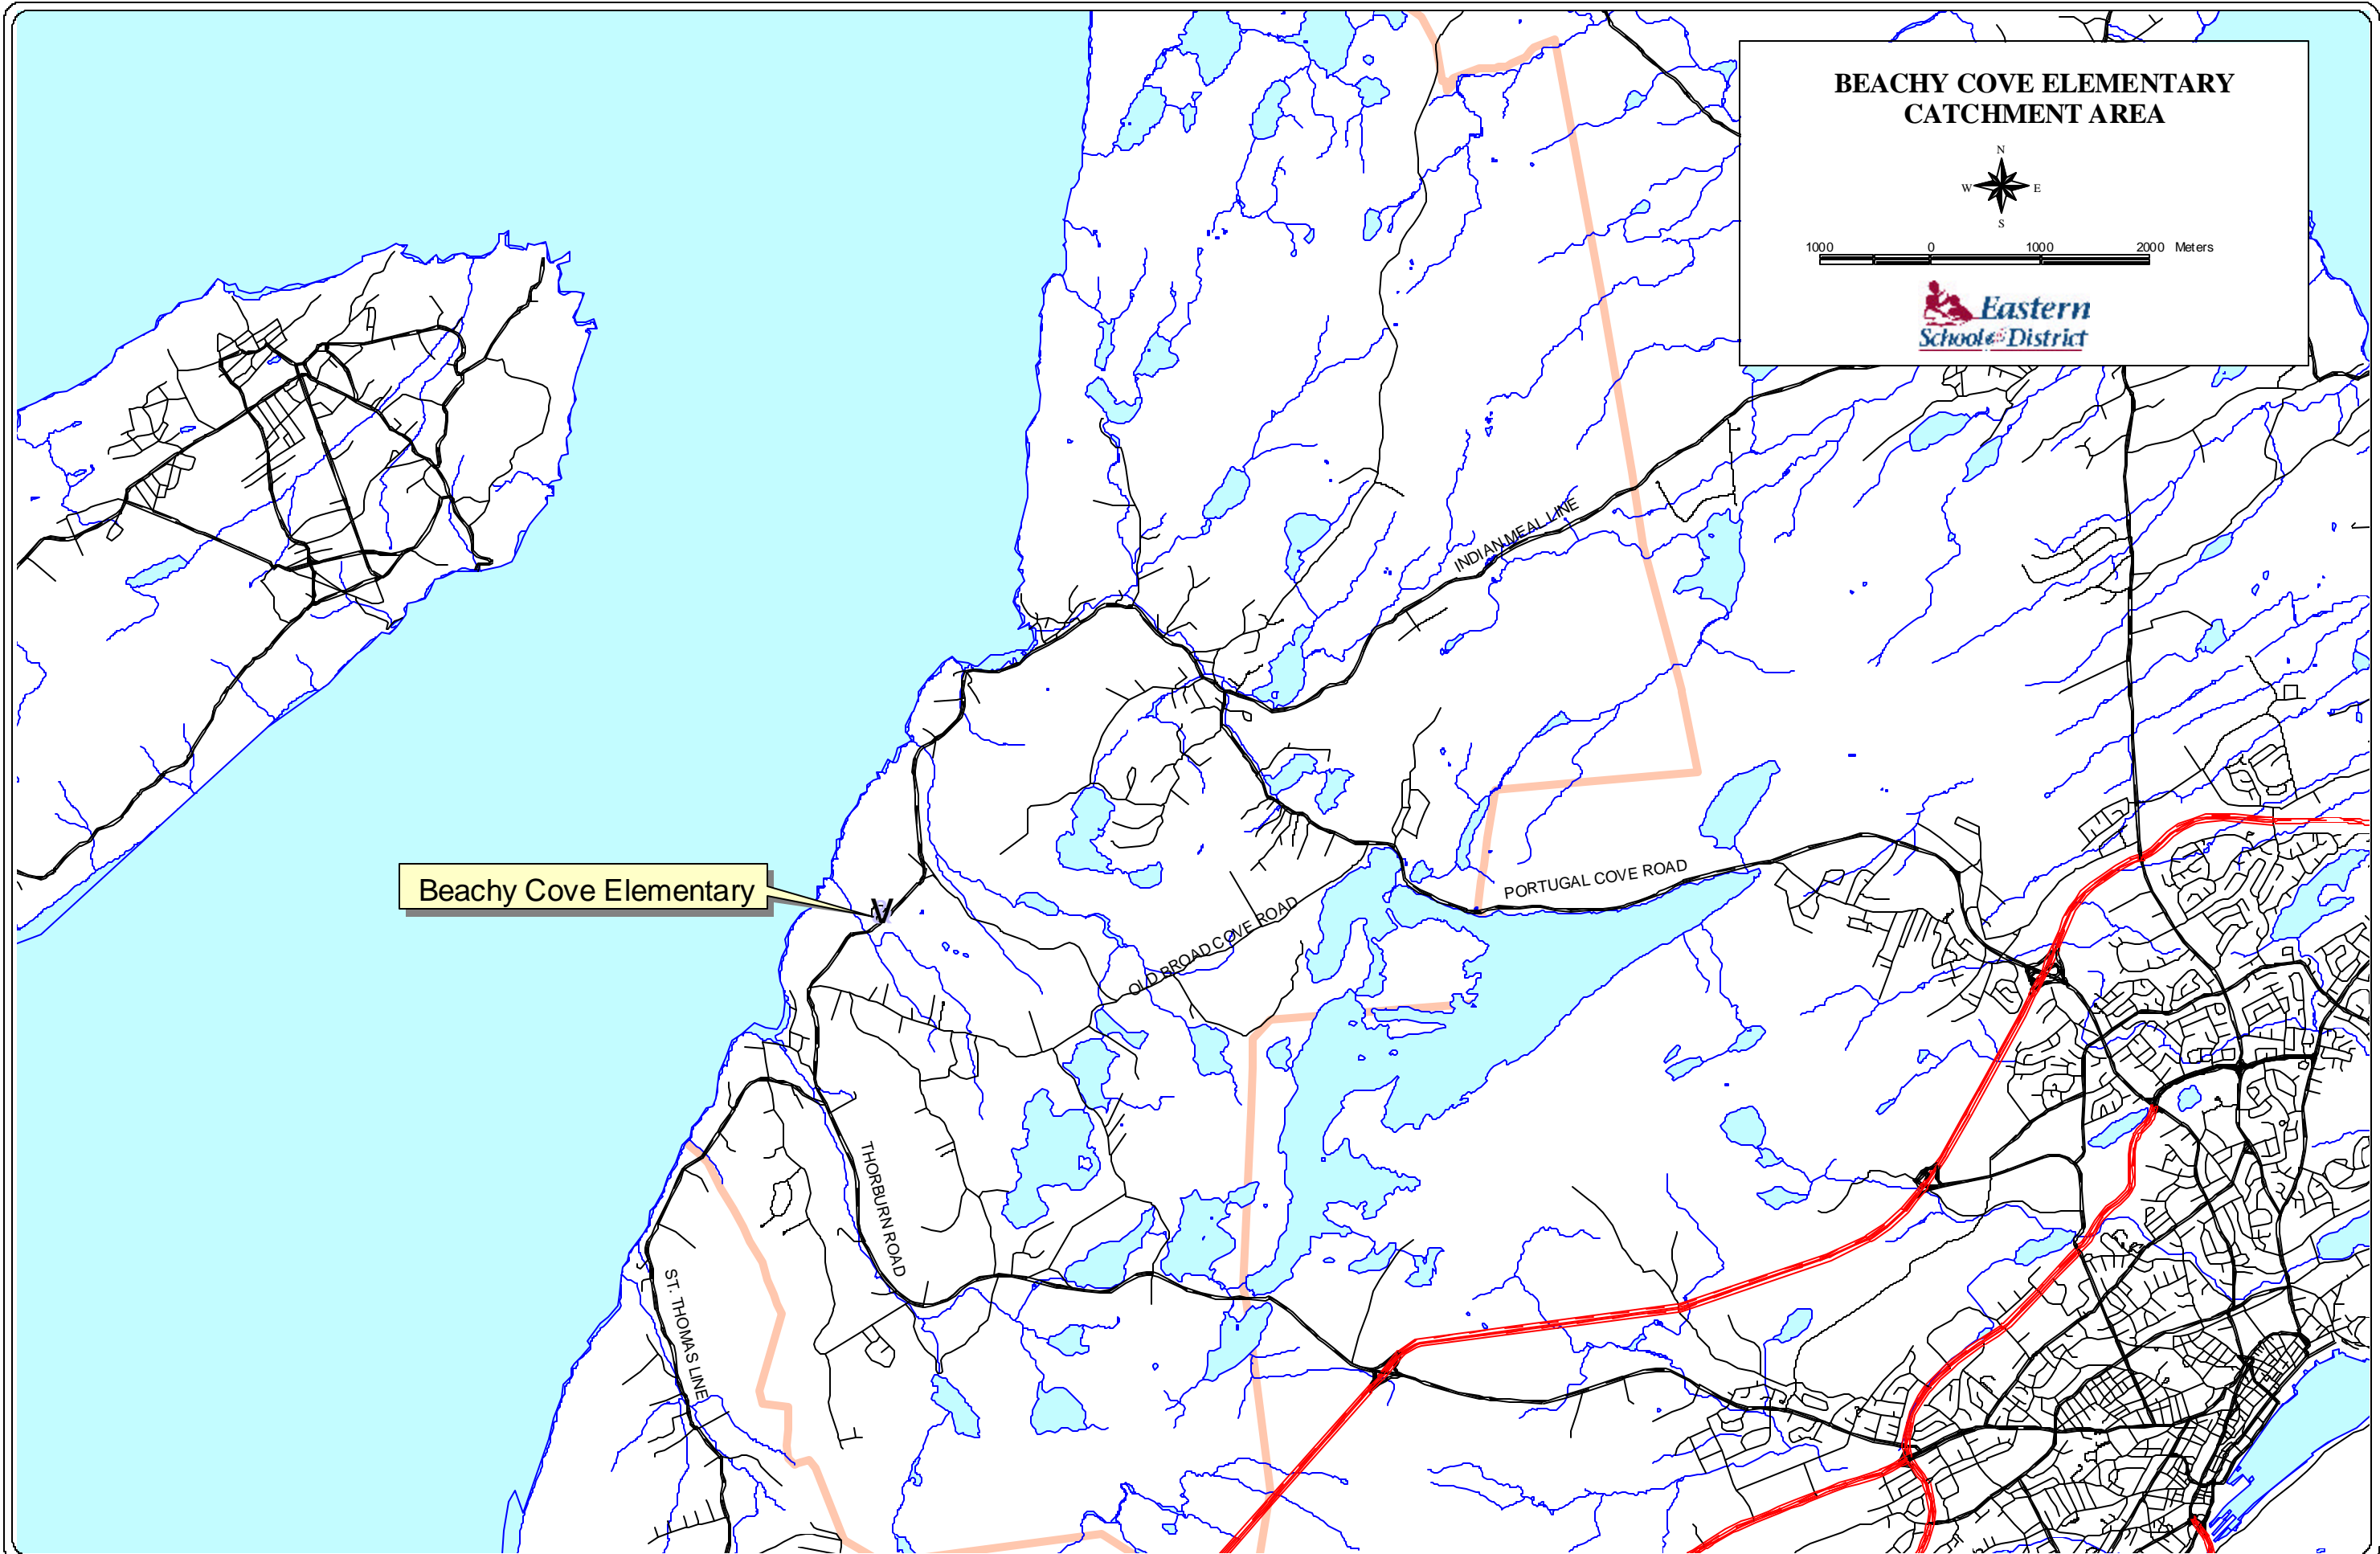 BEACHY COVE ELEMENTARY
CATCHMENT AREA
N
W E
S
1000 0 1000 2000 Meters
Eastern
School District
INDIAN MEAL LINE
PORTUGAL COVE ROAD
Beachy Cove Elementary
V
OLD BROAD COVE ROAD
THORBURN ROAD
ST. THOMAS LINE